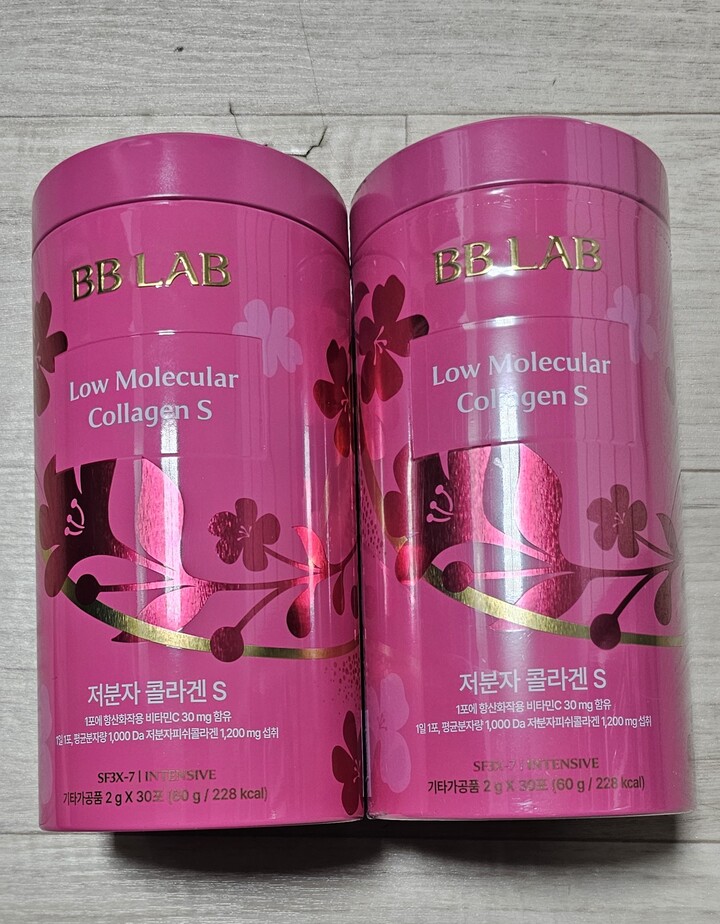 BB LAB
Low Molecular
Collagen S
저분자 콜라겐 S
1포에 항산화작용 비타민C 30 mg 함유
1일 1포, 평균분자량 1,000 Da 저분자피쉬콜라겐 1,200 mg 섭취
SF3X-7 | INTENSIVE
기타가공품 2 g X 30포 (60 g / 228 kcal)
BB LAB
Low Molecular
Collagen S
저분자 콜라겐 S
1포에 항산화작용 비타민C 30 mg 함유
1일 1포, 평균분자량 1,000 Da 저분자피쉬콜라겐 1,200 mg 섭취
SF3X-7 | INTENSIVE
기타가공품 2 g X 30포 (60 g / 228 kcal)